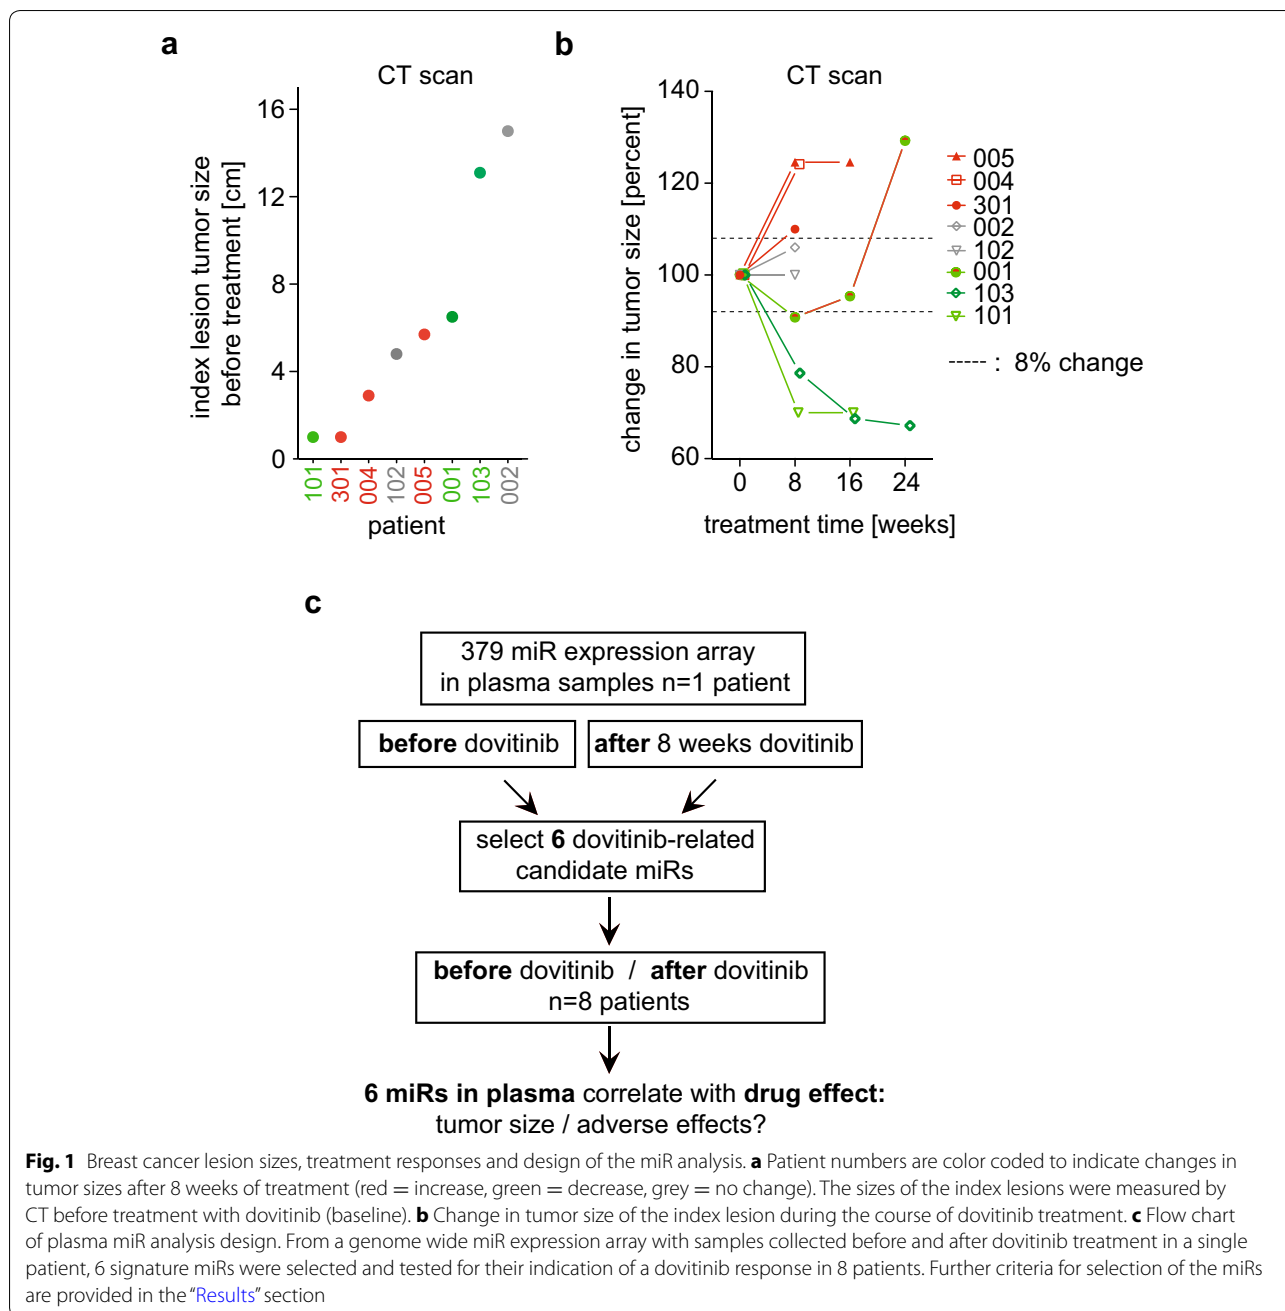 a
CT scan
index lesion tumor size
before treatment [cm]
16
12
8
4
0
101
301
004
102
005
001
103
002
patient
b
CT scan
change in tumor size [percent]
140
120
100
80
60
0
8
16
24
treatment time [weeks]
005
004
301
002
102
001
103
101
: 8% change
c
379 miR expression array
in plasma samples n=1 patient
before dovitinib
after 8 weeks dovitinib
select 6 dovitinib-related
candidate miRs
before dovitinib / after dovitinib
n=8 patients
6 miRs in plasma correlate with drug effect:
tumor size / adverse effects?
Fig. 1 Breast cancer lesion sizes, treatment responses and design of the miR analysis. a Patient numbers are color coded to indicate changes in
tumor sizes after 8 weeks of treatment (red = increase, green = decrease, grey = no change). The sizes of the index lesions were measured by
CT before treatment with dovitinib (baseline). b Change in tumor size of the index lesion during the course of dovitinib treatment. c Flow chart
of plasma miR analysis design. From a genome wide miR expression array with samples collected before and after dovitinib treatment in a single
patient, 6 signature miRs were selected and tested for their indication of a dovitinib response in 8 patients. Further criteria for selection of the miRs
are provided in the “Results” section